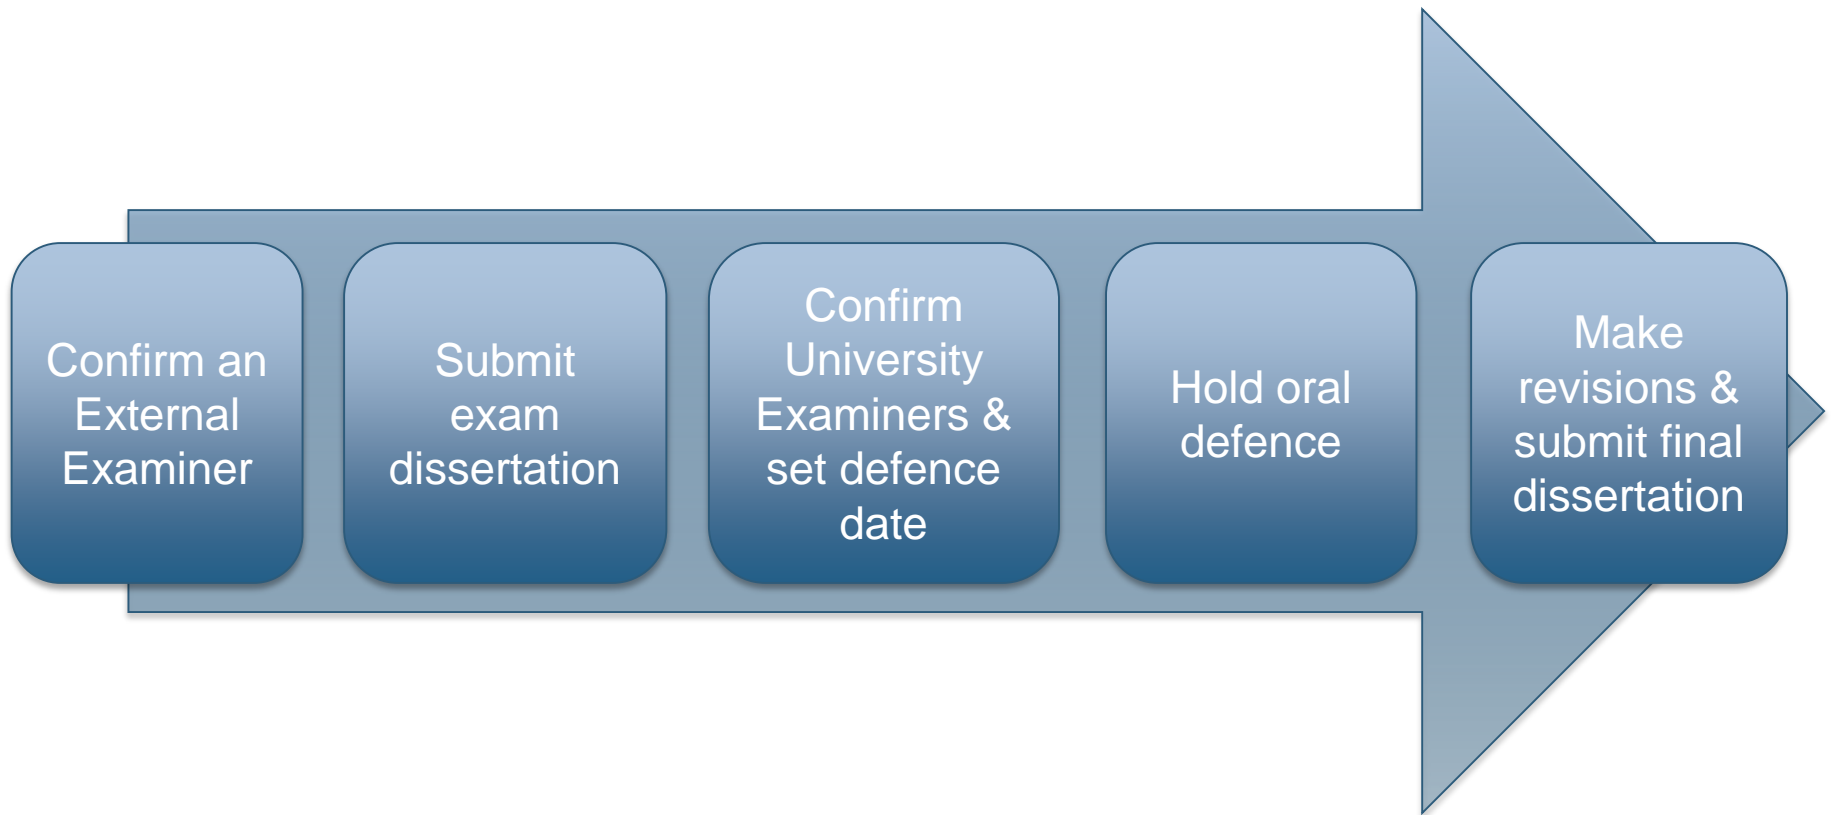 Confirm an
External
Examiner
Submit
exam
dissertation
Confirm
University
Examiners &
set defence
date
Hold oral
defence
Make
revisions &
submit final
dissertation